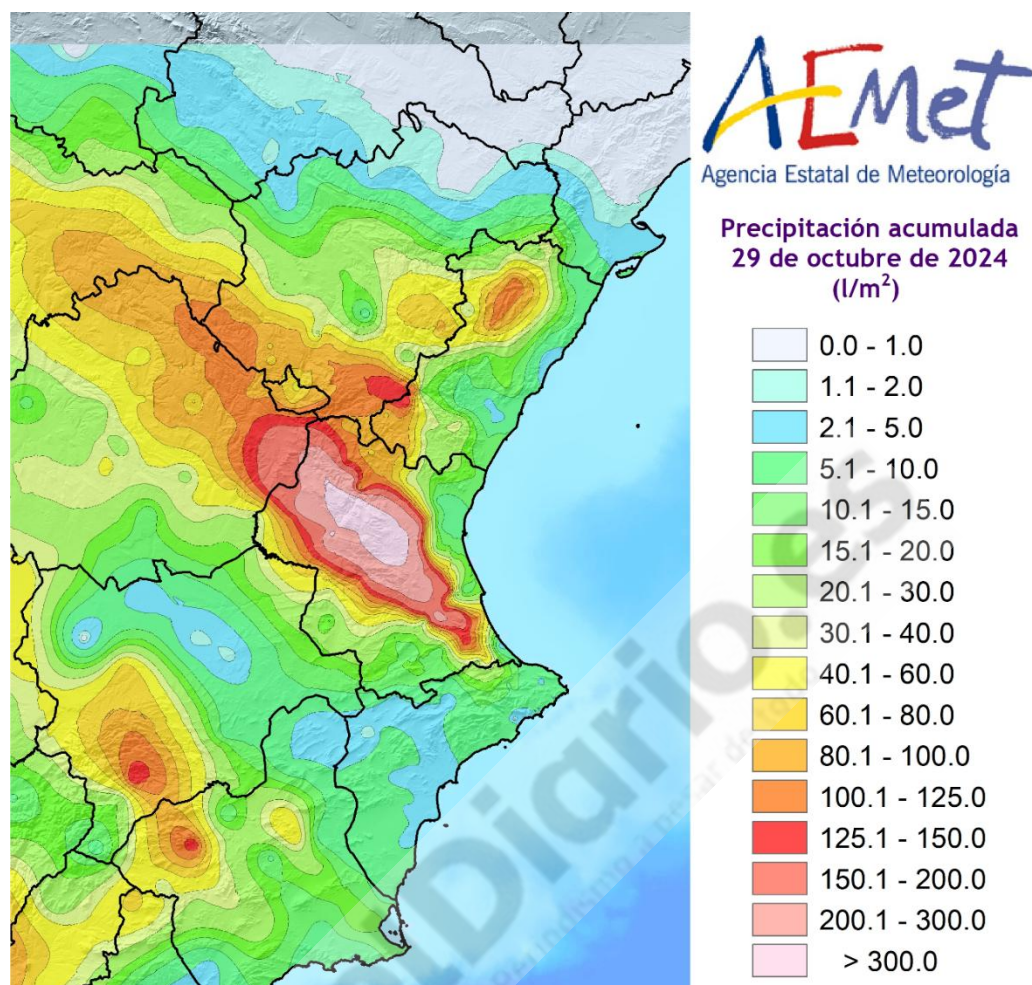 AEMet
Agencia Estatal de Meteorología
Precipitación acumulada
29 de octubre de 2024
(l/m²)
0.0 - 1.0
1.1 - 2.0
2.1 - 5.0
5.1 - 10.0
10.1 - 15.0
15.1 - 20.0
20.1 - 30.0
30.1 - 40.0
40.1 - 60.0
60.1 - 80.0
80.1 - 100.0
100.1 - 125.0
125.1 - 150.0
150.1 - 200.0
200.1 - 300.0
> 300.0
elDiario.es
Periodismo a pesar de todo